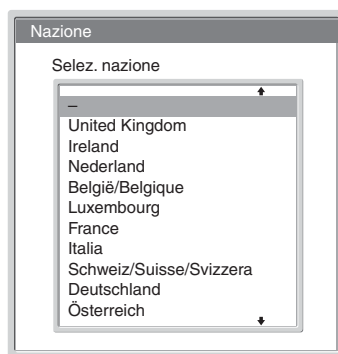 Nazione
Selez. nazione
–
United Kingdom
Ireland
Nederland
België/Belgique
Luxembourg
France
Italia
Schweiz/Suisse/Svizzera
Deutschland
Österreich